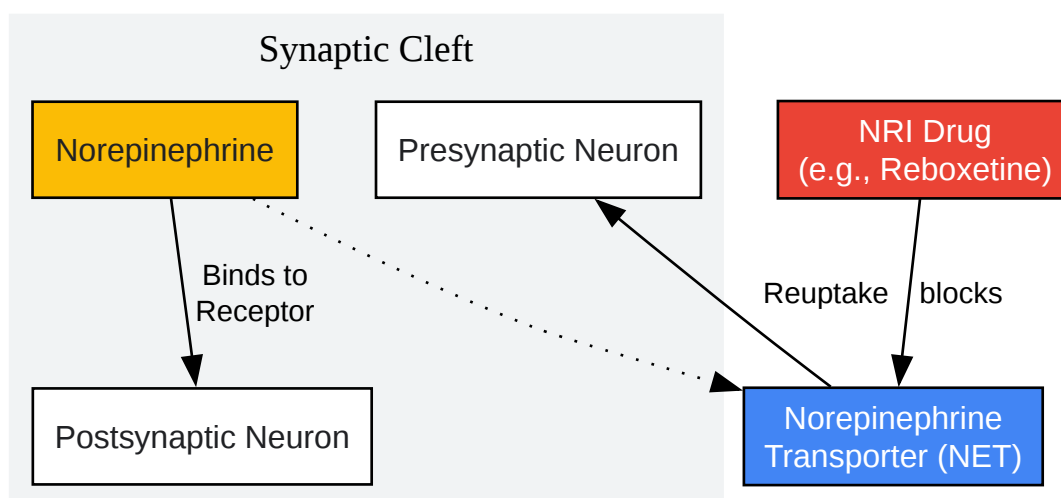 Synaptic Cleft
Norepinephrine
Presynaptic Neuron
NRI Drug
(e.g., Reboxetine)
Binds to
Receptor
Reuptake
blocks
Postsynaptic Neuron
Norepinephrine
Transporter (NET)